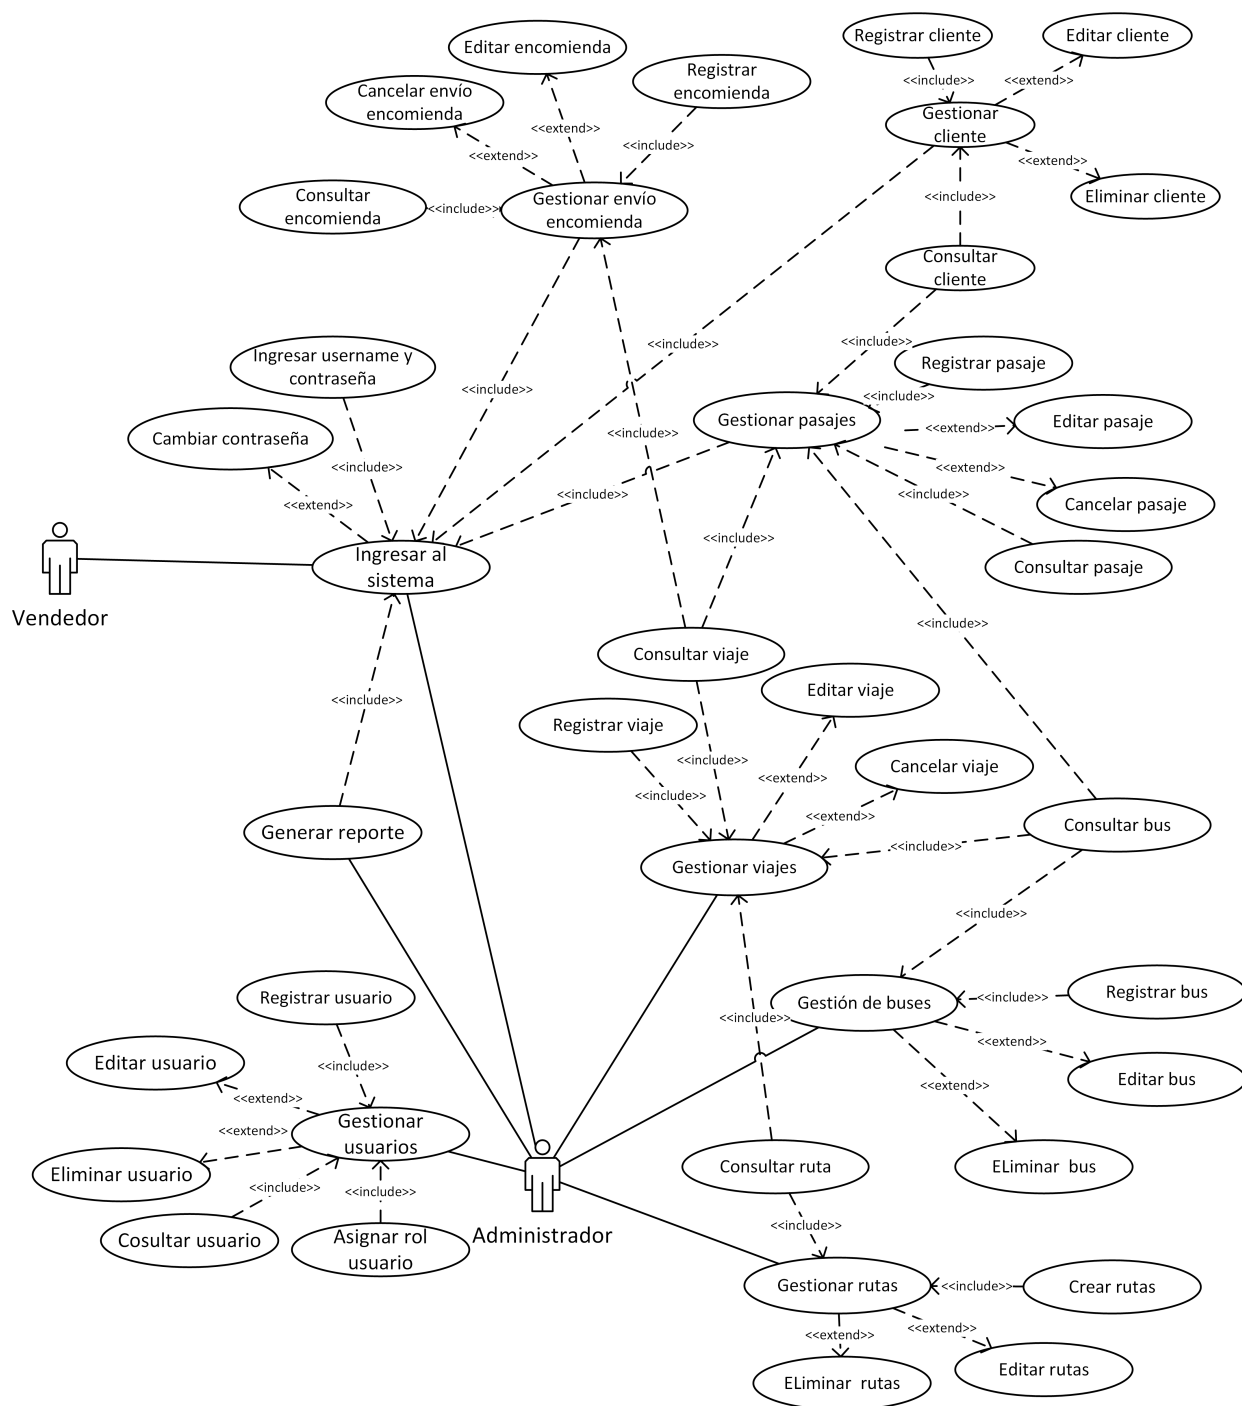 Registrar cliente
Editar cliente
Editar encomienda
<<include>>
<<extend>>
Registrar
encomienda
Cancelar envío
encomienda
Gestionar
cliente
<<extend>>
<<include>>
<<extend>>
<<extend>>
Consultar
encomienda
<<include>>
Gestionar envío
encomienda
<<include>>
Eliminar cliente
Consultar
cliente
<<include>>
<<include>>
Ingresar username y
contraseña
Registrar pasaje
<<include>>
<<include>>
Cambiar contraseña
Gestionar pasajes
<<extend>>
Editar pasaje
<<include>>
<<include>>
<<extend>>
<<include>>
<<include>>
<<extend>>
Cancelar pasaje
<<include>>
Ingresar al
sistema
Consultar pasaje
Vendedor
<<include>>
Consultar viaje
Editar viaje
<<include>>
Registrar viaje
<<include>>
Cancelar viaje
<<extend>>
<<include>>
<<extend>>
Generar reporte
Consultar bus
<<include>>
Gestionar viajes
<<include>>
Registrar usuario
Gestión de buses
<<include>>
Registrar bus
<<include>>
<<extend>>
Editar usuario
<<include>>
<<extend>>
Editar bus
<<extend>>
Gestionar
usuarios
<<extend>>
Eliminar usuario
Consultar ruta
ELiminar  bus
<<include>>
<<include>>
Cosultar usuario
Asignar rol
usuario
Administrador
<<include>>
Gestionar rutas
<<include>>
Crear rutas
<<extend>>
<<extend>>
Editar rutas
ELiminar  rutas